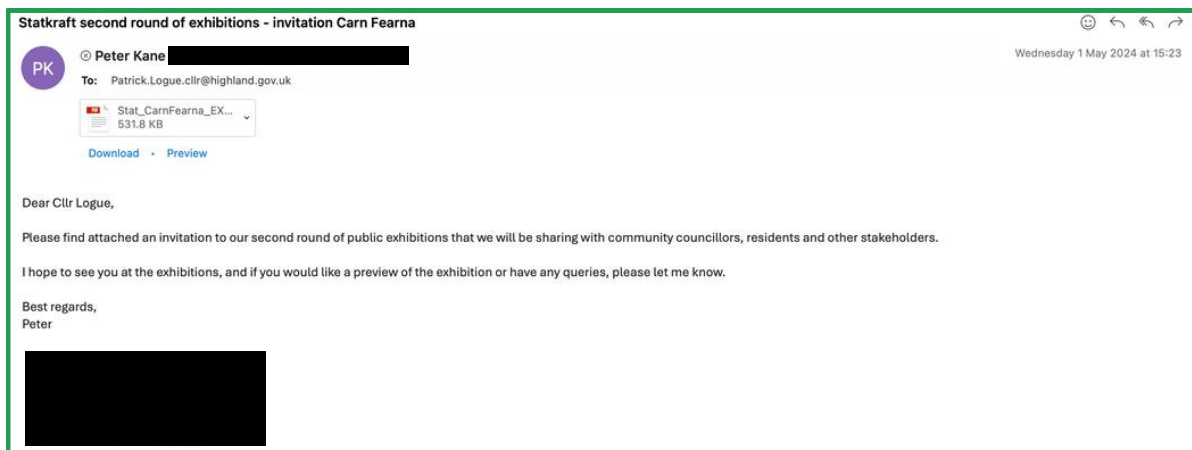 Statkraft second round of exhibitions - invitation Carn Fearna
PK
Peter Kane
Wednesday 1 May 2024 at 15:23
To: Patrick.Logue.cllr@highland.gov.uk
Stat_CarnFearna_EX...
531.8 KB
Download • Preview
Dear Cllr Logue,
Please find attached an invitation to our second round of public exhibitions that we will be sharing with community councillors, residents and other stakeholders.
I hope to see you at the exhibitions, and if you would like a preview of the exhibition or have any queries, please let me know.
Best regards,
Peter